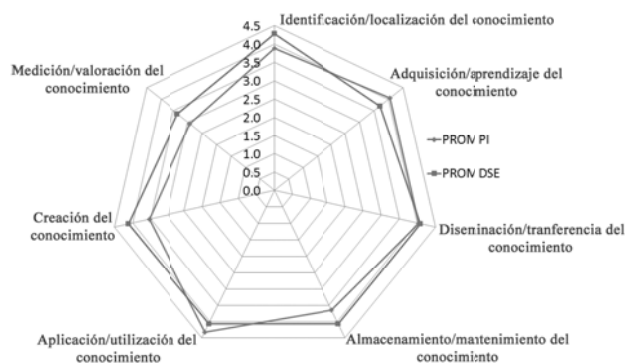 4.5
4.0
3.5
3.0
2.5
2.0
1.5
1.0
0.5
0.0
Identificación/localización del conocimiento
Adquisición/aprendizaje del
conocimiento
PROM PI
PROM DSE
Diseminación/tranferencia del
conocimiento
Almacenamiento/mantenimiento del
conocimiento
Aplicación/utilización del
conocimiento
Creación del
conocimiento
Medición/valoración del
conocimiento